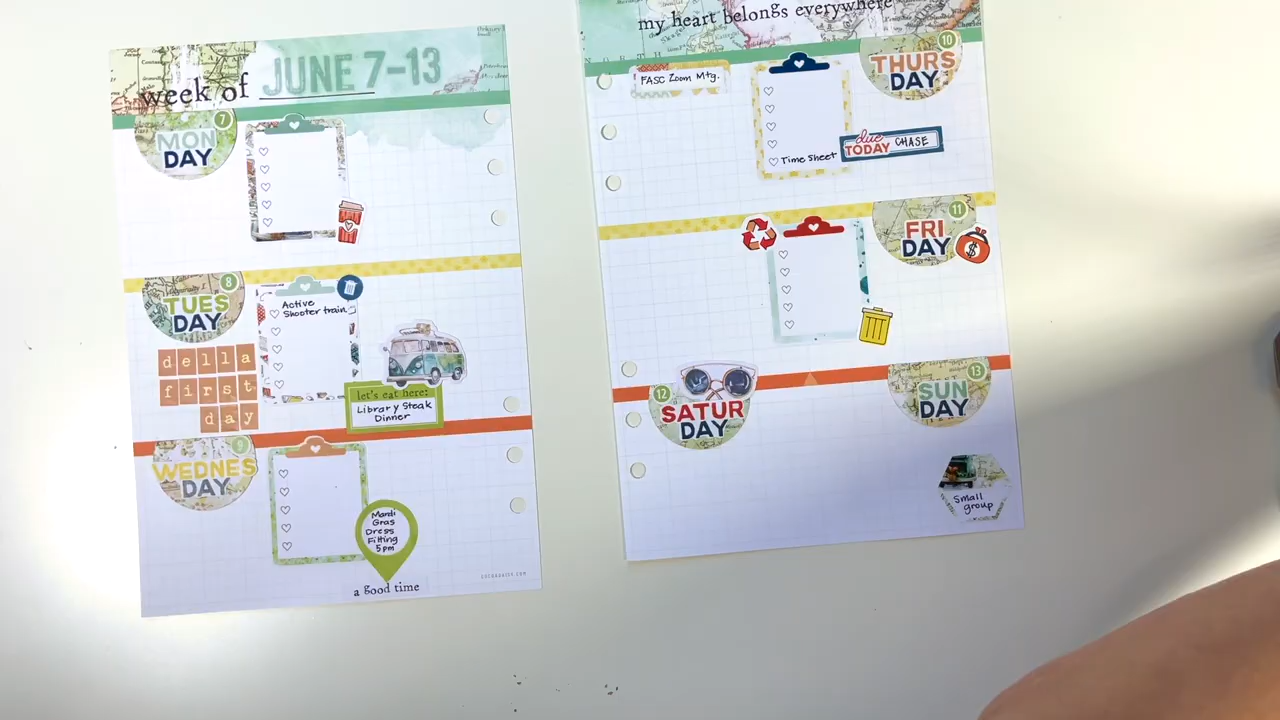 week of JUNE 7-13
7
MON
DAY
8
TUES
DAY
Active
Shooter train.
della
first
day
let's eat here:
Library Steak
Dinner
9
WEDNES
DAY
Mardi
Gras
Dress
Fitting
5pm
a good time
my heart belongs everywhere
FASC Zoom Mtg.
10
THURS
DAY
Time Sheet
due
TODAY CHASE
11
FRI
DAY
$
12
SATUR
DAY
13
SUN
DAY
Small
group